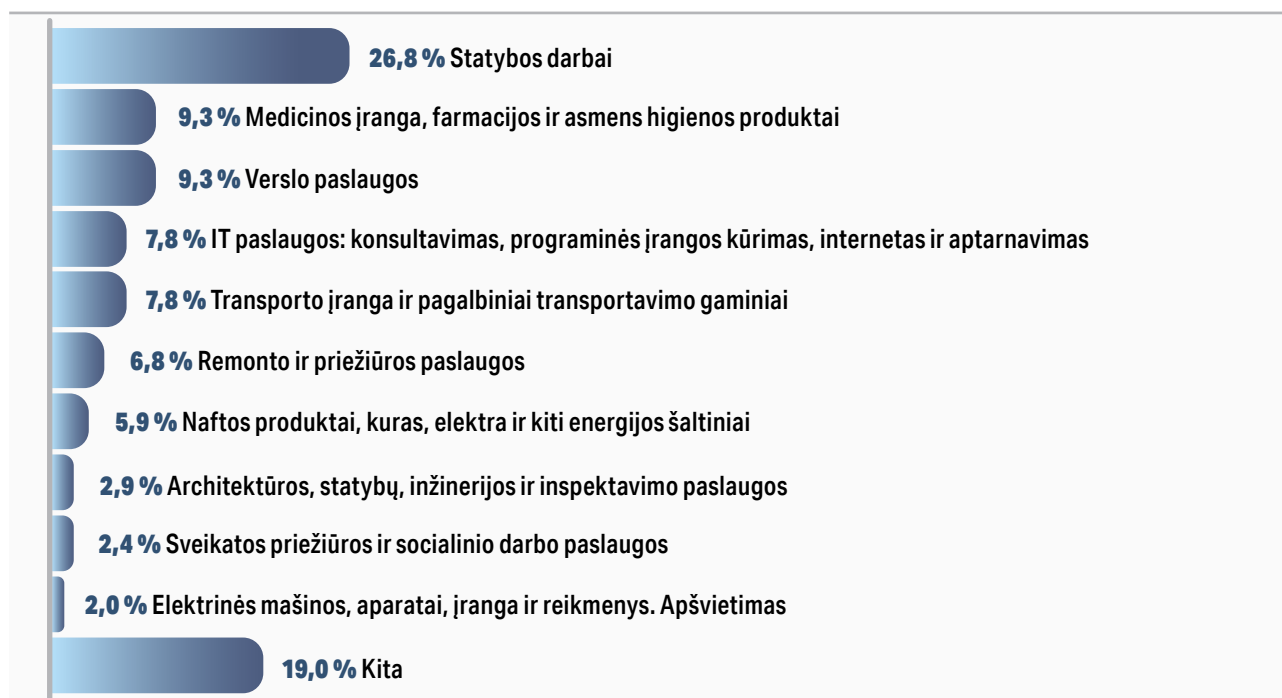 26,8 % Statybos darbai
9,3 % Medicinos įranga, farmacijos ir asmens higienos produktai
9,3 % Verslo paslaugos
7,8 % IT paslaugos: konsultavimas, programinės įrangos kūrimas, internetas ir aptarnavimas
7,8 % Transporto įranga ir pagalbiniai transportavimo gaminiai
6,8 % Remonto ir priežiūros paslaugos
5,9 % Naftos produktai, kuras, elektra ir kiti energijos šaltiniai
2,9 % Architektūros, statybų, inžinerijos ir inspektavimo paslaugos
2,4 % Sveikatos priežiūros ir socialinio darbo paslaugos
2,0 % Elektrinės mašinos, aparatai, įranga ir reikmenys. Apšvietimas
19,0 % Kita